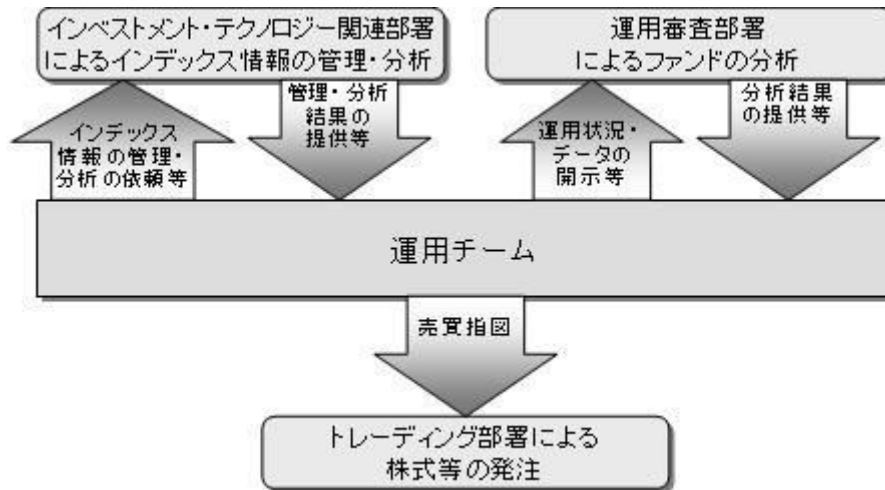 インベストメント・テクノロジー関連部署
によるインデックス情報の管理・分析
運用審査部署
によるファンドの分析
インデックス
情報の管理・
分析の依頼等
管理・分析
結果の
提供等
運用状況・
データの
開示等
分析結果
の提供等
運用チーム
売買指図
トレーディング部署による
株式等の発注